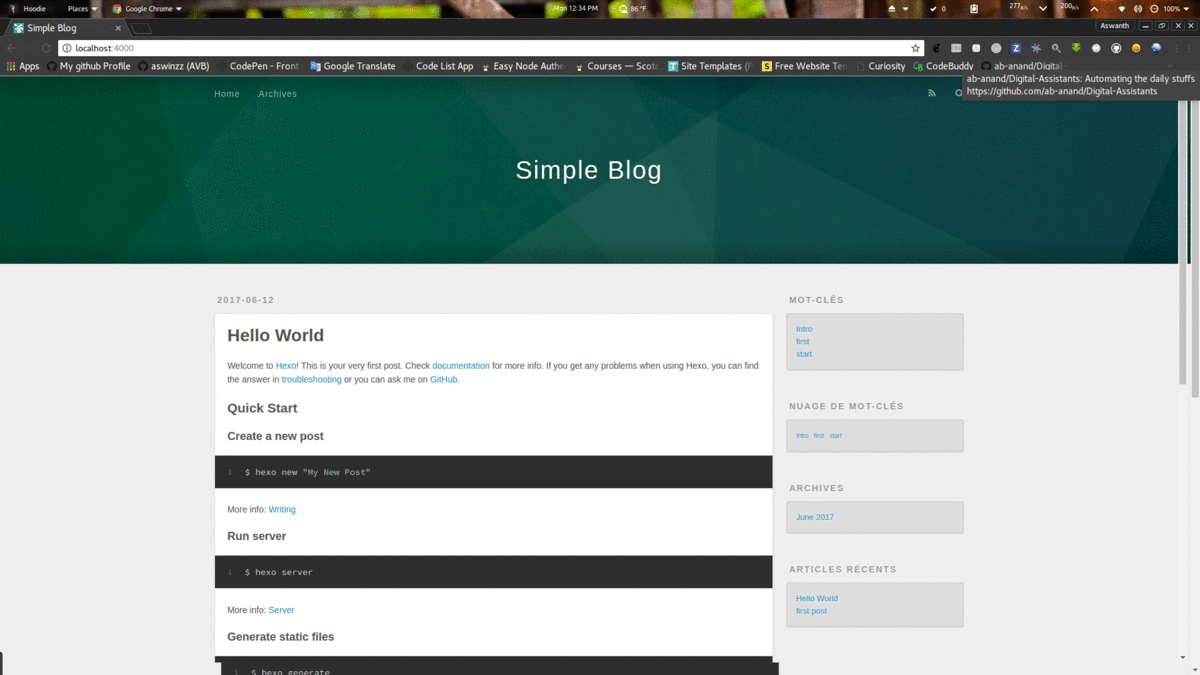 Hoodie Places Google Chrome Mon 12:34 PM 86 °F 0 277 200 100%
Simple Blog Aswanth
localhost:4000
Apps My github Profile aswinzz (AVB) CodePen - Front Google Translate Code List App Easy Node Authe Courses — Scotc Site Templates (F Free Website Ten Curiosity CodeBuddy ab-anand/Digital-
ab-anand/Digital-Assistants: Automating the daily stuffs
https://github.com/ab-anand/Digital-Assistants
Home Archives
Simple Blog
2017-06-12
Hello World
Welcome to Hexo! This is your very first post. Check documentation for more info. If you get any problems when using Hexo, you can find
the answer in troubleshooting or you can ask me on GitHub.
Quick Start
Create a new post
1 $ hexo new "My New Post"
More info: Writing
Run server
1 $ hexo server
More info: Server
Generate static files
1 $ hexo generate
MOT-CLÉS
Intro
first
start
NUAGE DE MOT-CLÉS
Intro first start
ARCHIVES
June 2017
ARTICLES RÉCENTS
Hello World
first post